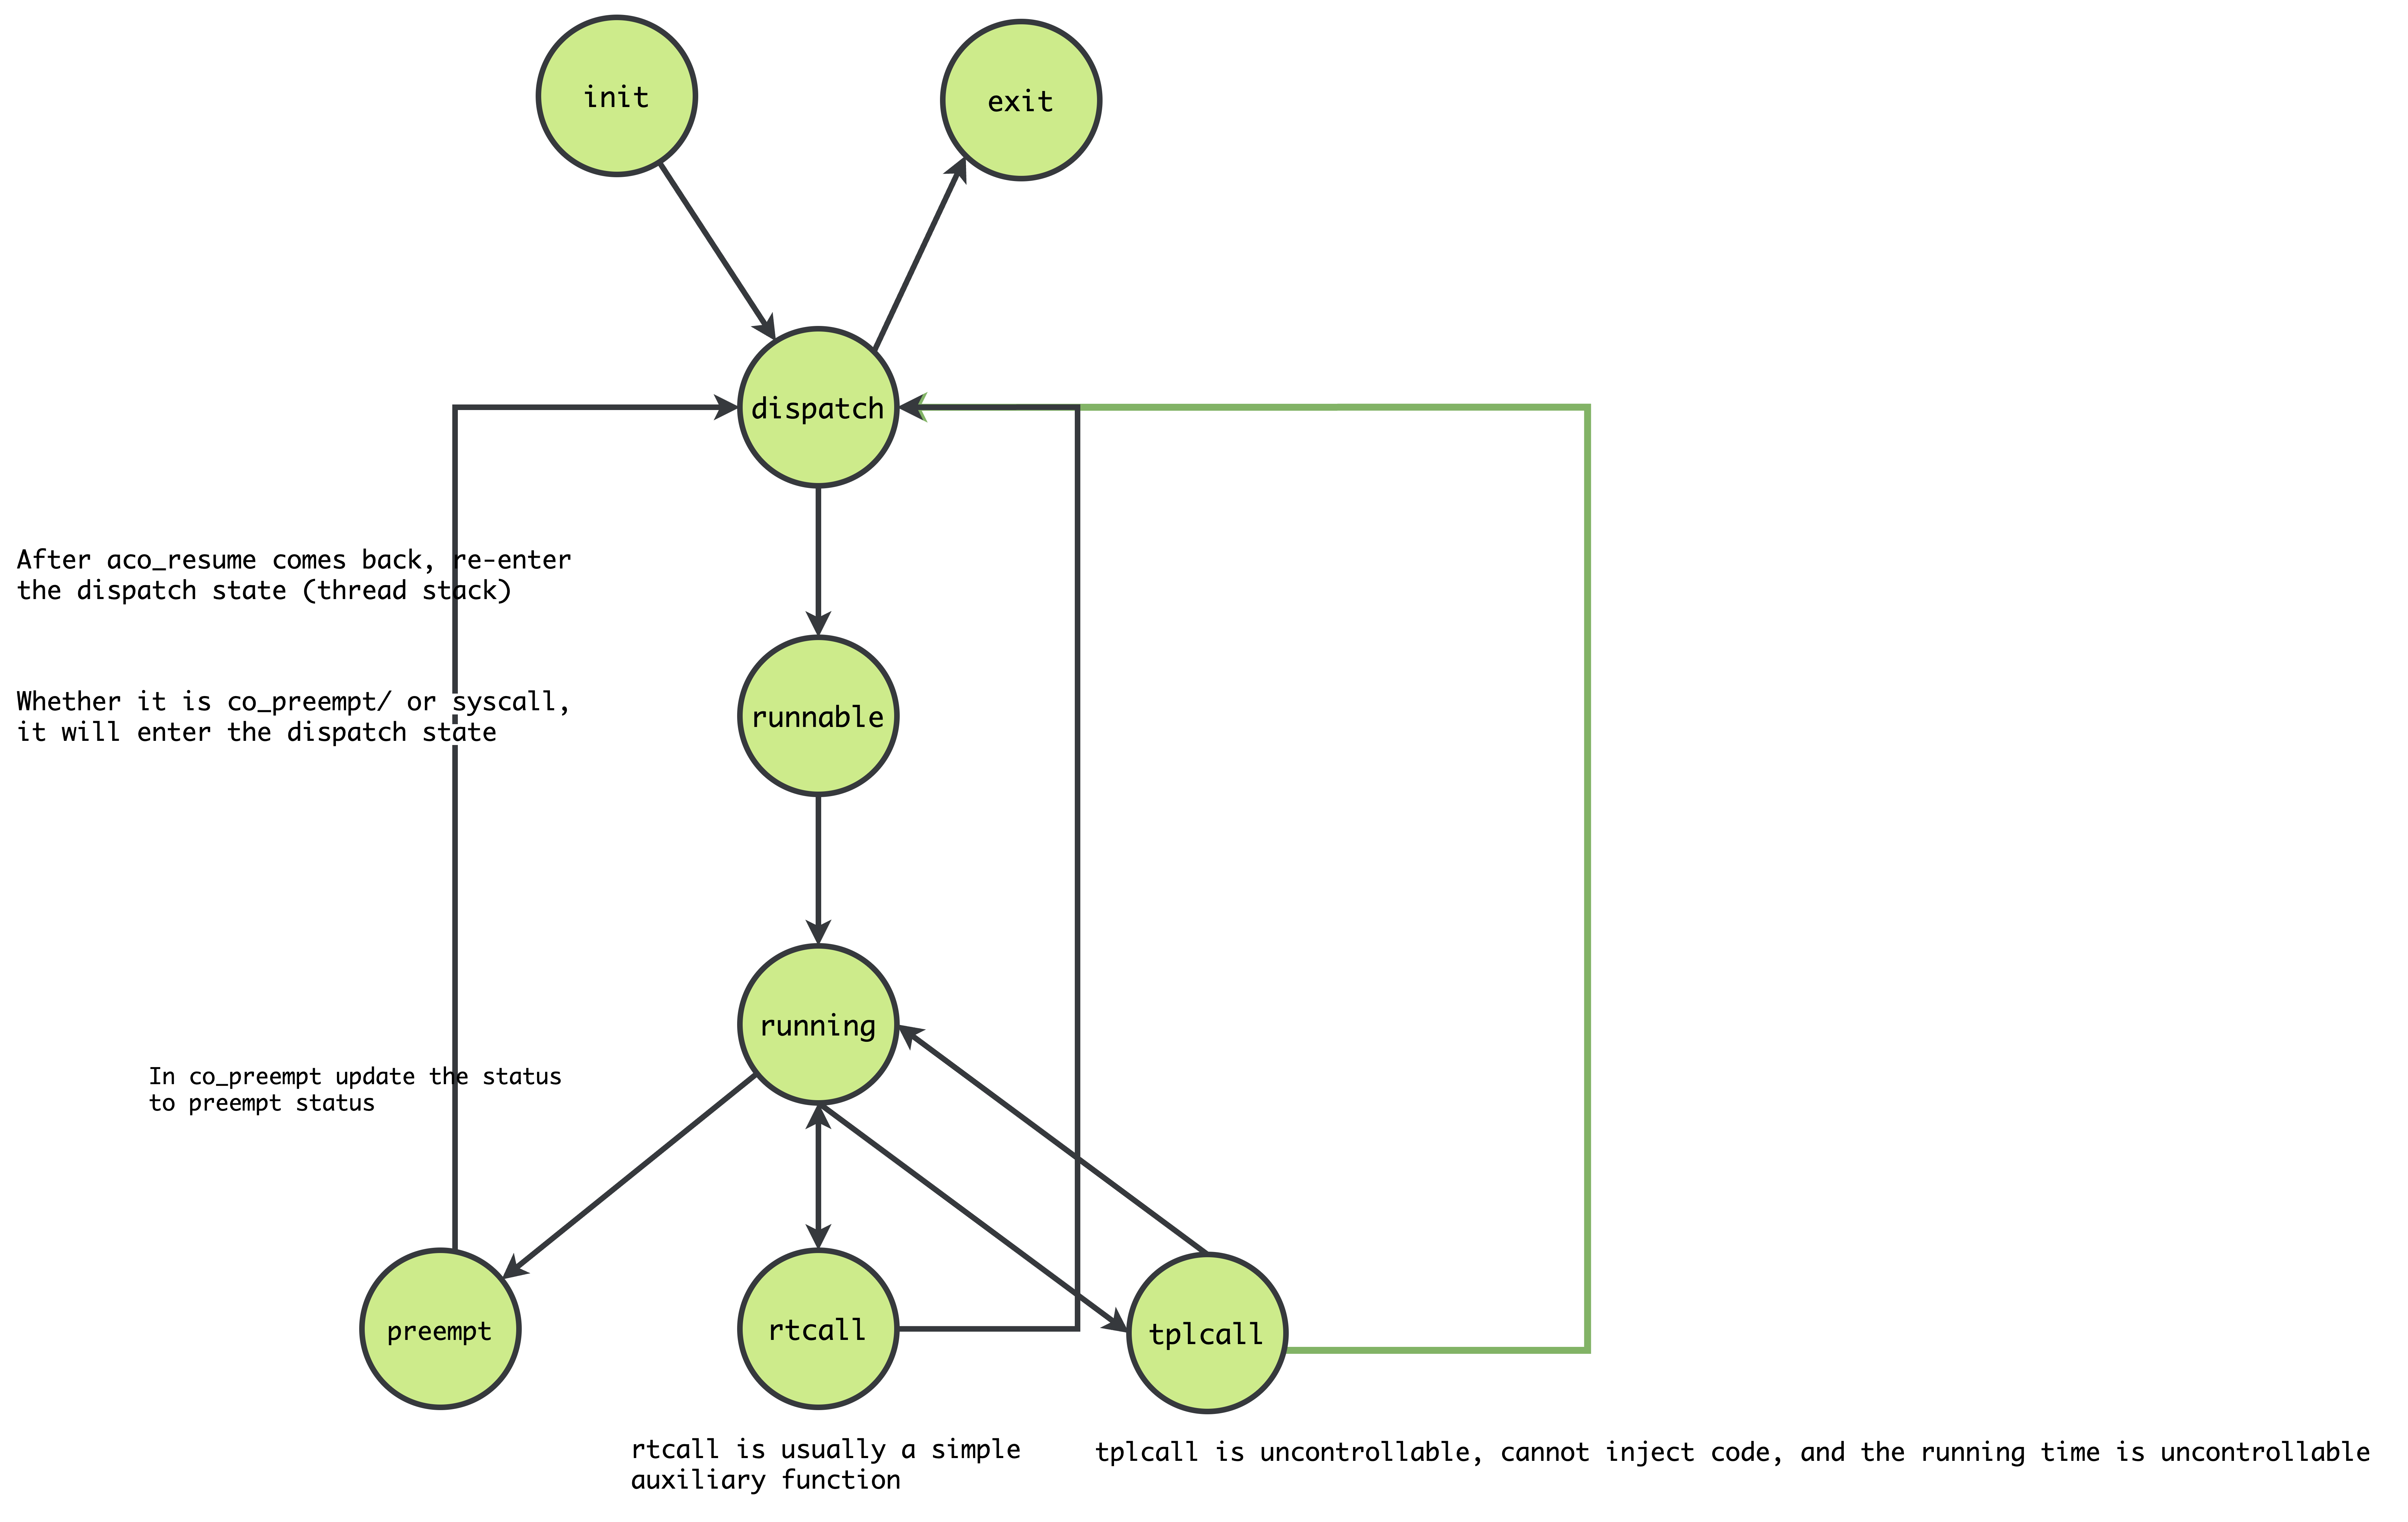 init
exit
dispatch
After aco_resume comes back, re-enter
the dispatch state (thread stack)
Whether it is co_preempt/ or syscall,
it will enter the dispatch state
runnable
running
In co_preempt update the status
to preempt status
preempt
rtcall
tplcall
rtcall is usually a simple
auxiliary function
tplcall is uncontrollable, cannot inject code, and the running time is uncontrollable